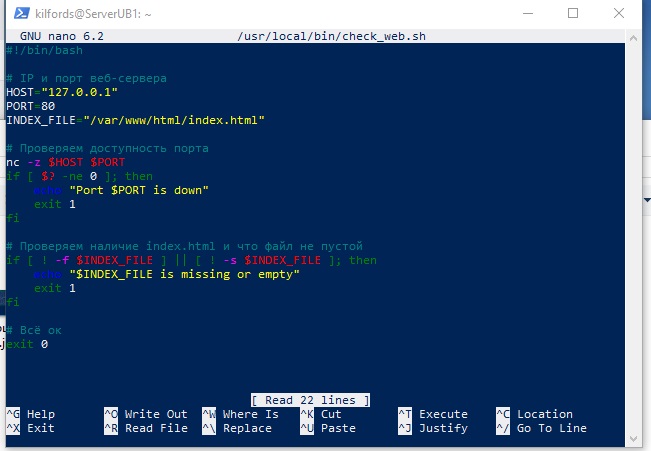 kilfords@ServerUB1: ~
GNU nano 6.2 /usr/local/bin/check_web.sh
#!/bin/bash
# IP и порт веб-сервера
HOST="127.0.0.1"
PORT=80
INDEX_FILE="/var/www/html/index.html"
# Проверяем доступность порта
nc -z $HOST $PORT
if [ $? -ne 0 ]; then
echo "Port $PORT is down"
exit 1
fi
# Проверяем наличие index.html и что файл не пустой
if [ ! -f $INDEX_FILE ] || [ ! -s $INDEX_FILE ]; then
echo "$INDEX_FILE is missing or empty"
exit 1
fi
# Всё ок
exit 0
[ Read 22 lines ]
^G Help ^O Write Out ^W Where Is ^K Cut ^T Execute ^C Location
^X Exit ^R Read File ^\ Replace ^U Paste ^J Justify ^/ Go To Line